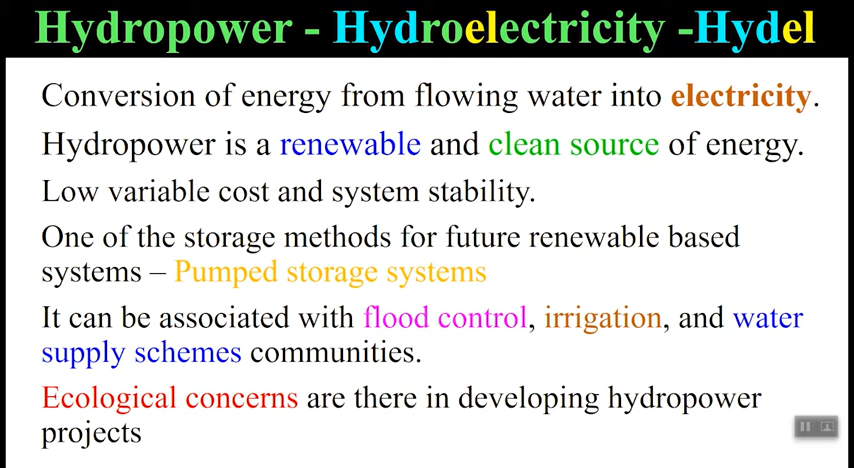 Hydropower - Hydroelectricity -Hydel
Conversion of energy from flowing water into electricity.
Hydropower is a renewable and clean source of energy.
Low variable cost and system stability.
One of the storage methods for future renewable based
systems – Pumped storage systems
It can be associated with flood control, irrigation, and water
supply schemes communities.
Ecological concerns are there in developing hydropower
projects